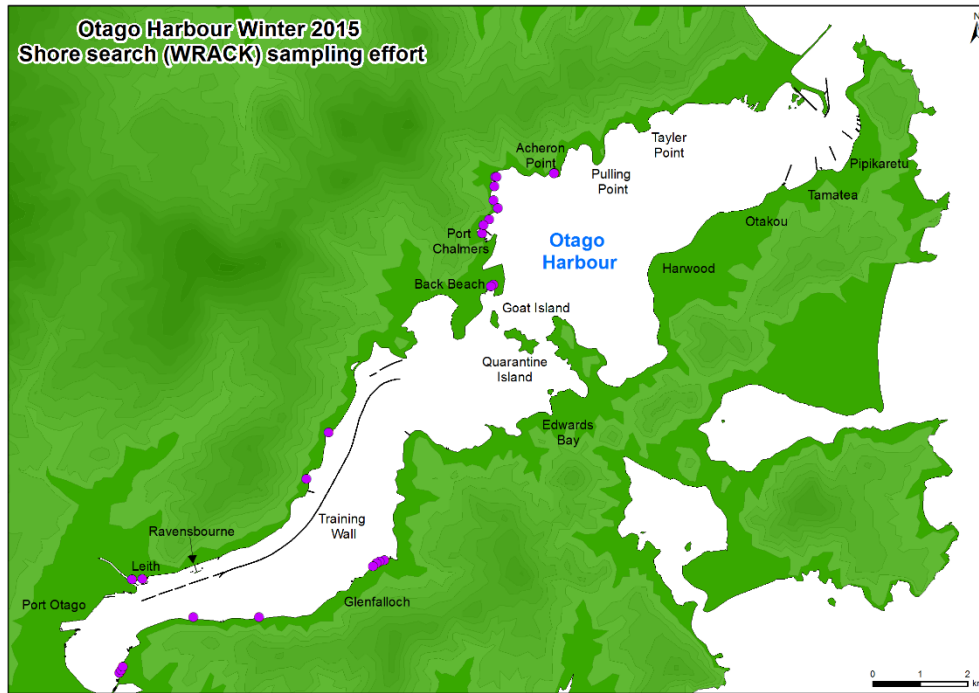 Otago Harbour Winter 2015
Shore search (WRACK) sampling effort
N
Tayler
Point
Acheron
Point
Pulling
Point
Pipikaretu
Tamatea
Otakou
Port
Chalmers
Otago
Harbour
Harwood
Back Beach
Goat Island
Quarantine
Island
Edwards
Bay
Training
Wall
Ravensbourne
Leith
Port Otago
Glenfalloch
0 1 2